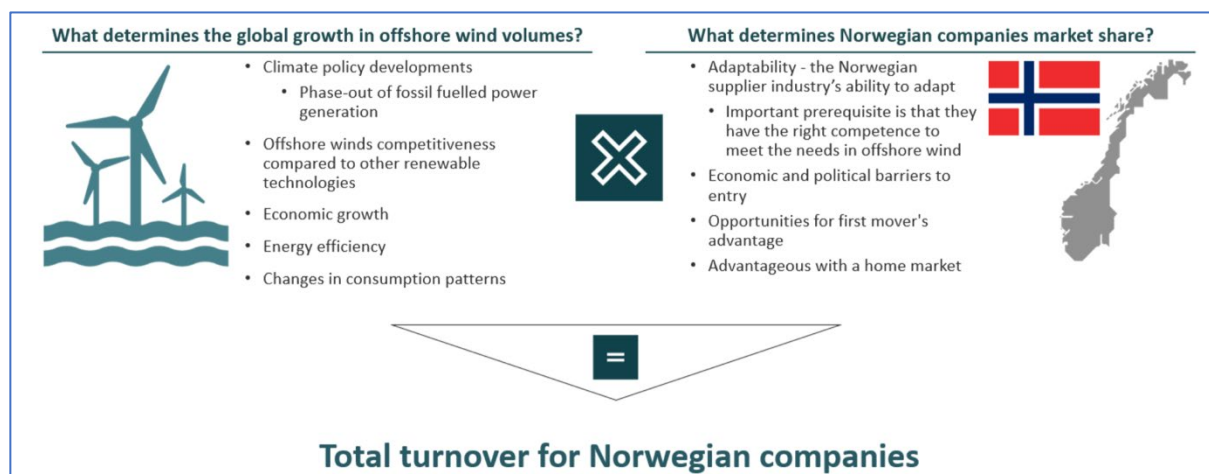 What determines the global growth in offshore wind volumes?
• Climate policy developments
• Phase-out of fossil fuelled power
generation
• Offshore winds competitiveness
compared to other renewable
technologies
• Economic growth
• Energy efficiency
• Changes in consumption patterns
What determines Norwegian companies market share?
• Adaptability - the Norwegian
supplier industry's ability to adapt
• Important prerequisite is that they
have the right competence to
meet the needs in offshore wind
• Economic and political barriers to
entry
• Opportunities for first mover's
advantage
• Advantageous with a home market
=
Total turnover for Norwegian companies